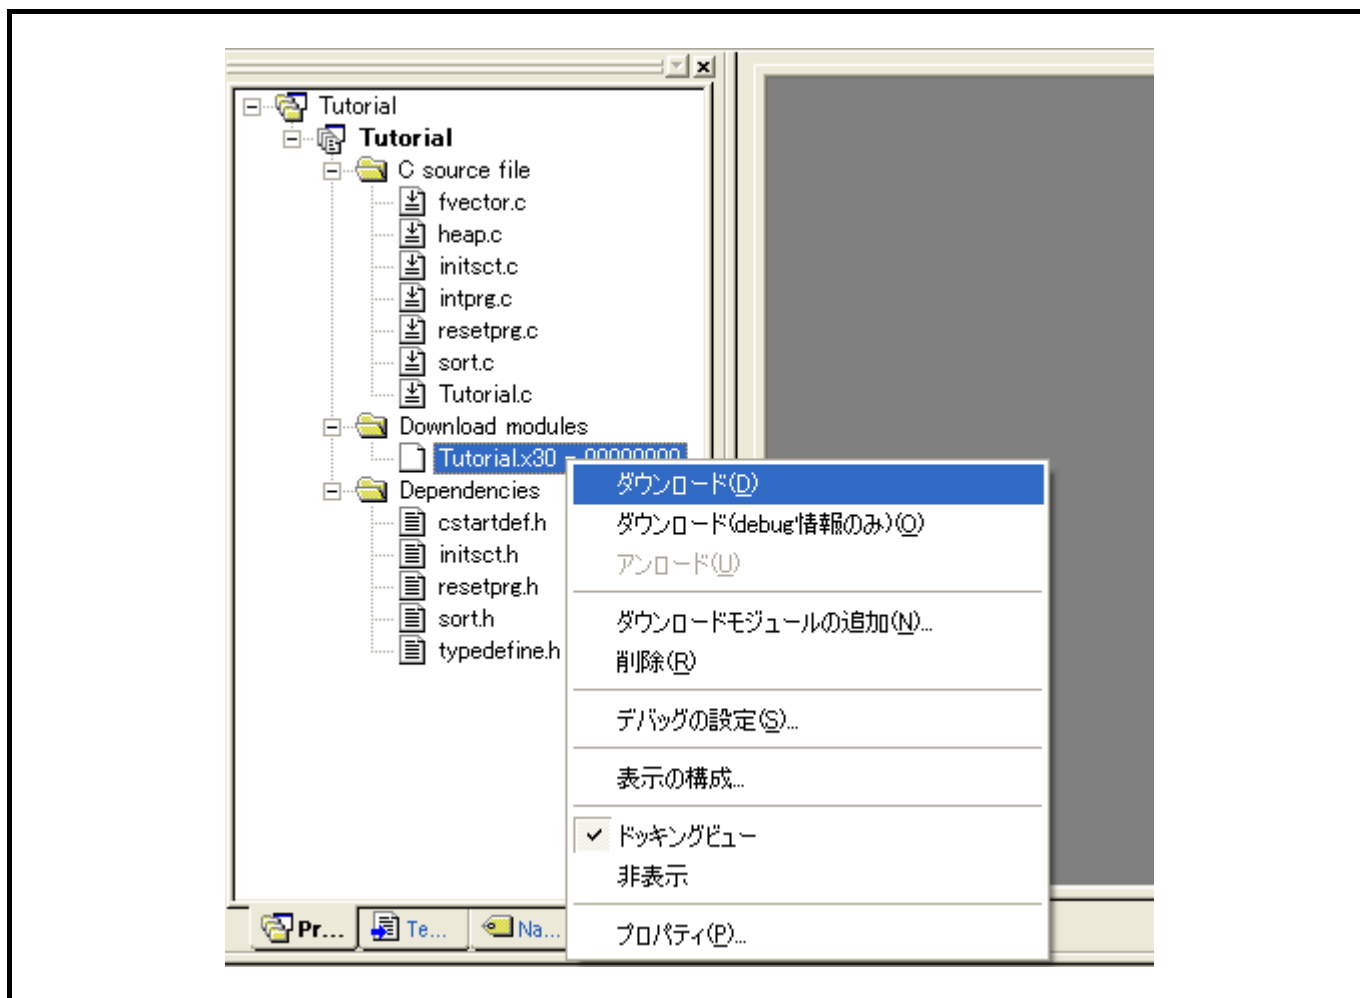 Tutorial
Tutorial
C source file
fvector.c
heap.c
initsct.c
intprg.c
resetprg.c
sort.c
Tutorial.c
Download modules
Tutorial.x30 - 00000000
Dependencies
cstartdef.h
initsct.h
resetprg.h
sort.h
typedefine.h
ダウンロード(D)
ダウンロード(debug情報のみ)(O)
アンロード(U)
ダウンロードモジュールの追加(N)...
削除(R)
デバッグの設定(S)...
表示の構成...
ドッキングビュー
非表示
プロパティ(P)...
Pr...
Te...
Na...